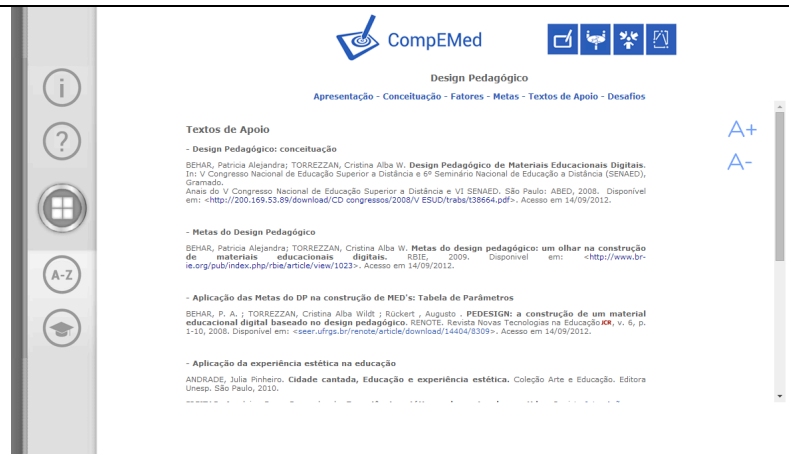 CompEMed
Design Pedagógico
Apresentação - Conceituação - Fatores - Metas - Textos de Apoio - Desafios
i
?
A-Z
A+
A-
Textos de Apoio
- Design Pedagógico: conceituação
BEHAR, Patricia Alejandra; TORREZZAN, Cristina Alba W. Design Pedagógico de Materiais Educacionais Digitais.
In: V Congresso Nacional de Educação Superior a Distância e 6º Seminário Nacional de Educação a Distância (SENAED),
Gramado.
Anais do V Congresso Nacional de Educação Superior a Distância e VI SENAED. São Paulo: ABED, 2008. Disponível
em: <http://200.169.53.89/download/CD congressos/2008/V ESUD/trabs/t38664.pdf>. Acesso em 14/09/2012.
- Metas do Design Pedagógico
BEHAR, Patricia Alejandra; TORREZZAN, Cristina Alba W. Metas do design pedagógico: um olhar na construção
de materiais educacionais digitais. RBIE, 2009. Disponivel em: <http://www.br-
ie.org/pub/index.php/rbie/article/view/1023>. Acesso em 14/09/2012.
- Aplicação das Metas do DP na construção de MED's: Tabela de Parâmetros
BEHAR, P. A. ; TORREZZAN, Cristina Alba Wildt ; Rückert , Augusto . PEDESIGN: a construção de um material
educacional digital baseado no design pedagógico. RENOTE. Revista Novas Tecnologias na Educação JCR, v. 6, p.
1-10, 2008. Disponível em: <seer.ufrgs.br/renote/article/download/14404/8309>. Acesso em 14/09/2012.
- Aplicação da experiência estética na educação
ANDRADE, Julia Pinheiro. Cidade cantada, Educação e experiência estética. Coleção Arte e Educação. Editora
Unesp. São Paulo, 2010.